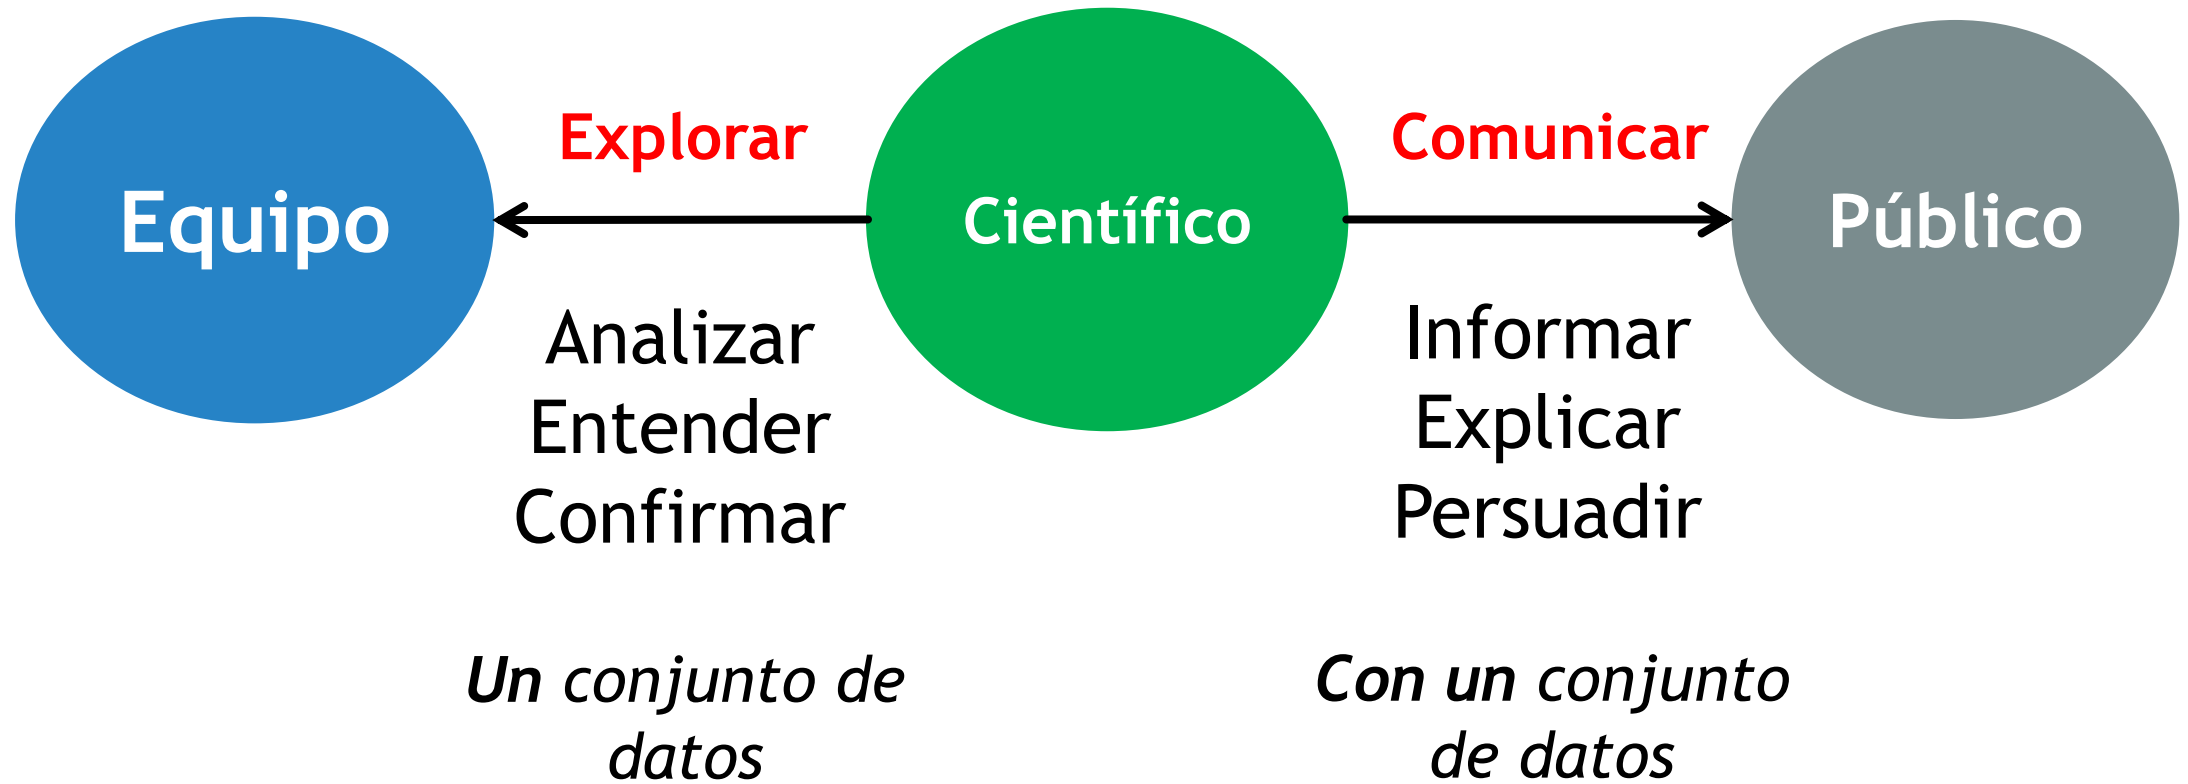 Equipo
Explorar
Analizar
Entender
Confirmar
Un conjunto de
datos
Científico
Comunicar
Informar
Explicar
Persuadir
Con un conjunto
de datos
Público